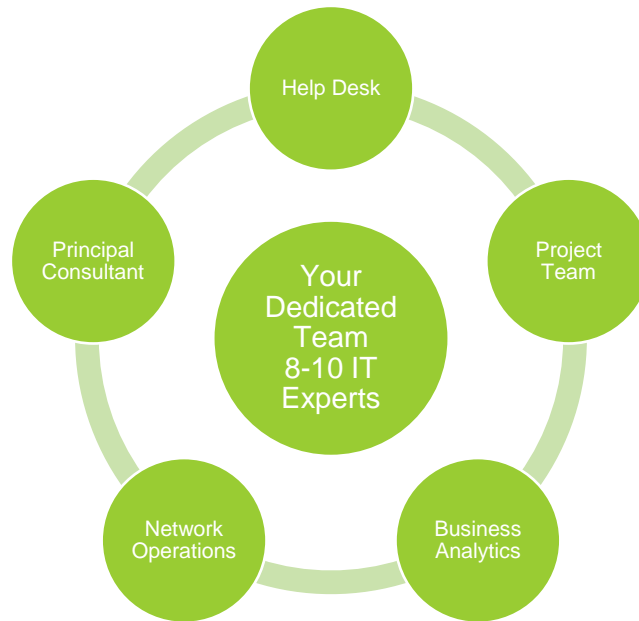 Help Desk
Project
Team
Business
Analytics
Network
Operations
Principal
Consultant
Your
Dedicated
Team
8-10 IT
Experts